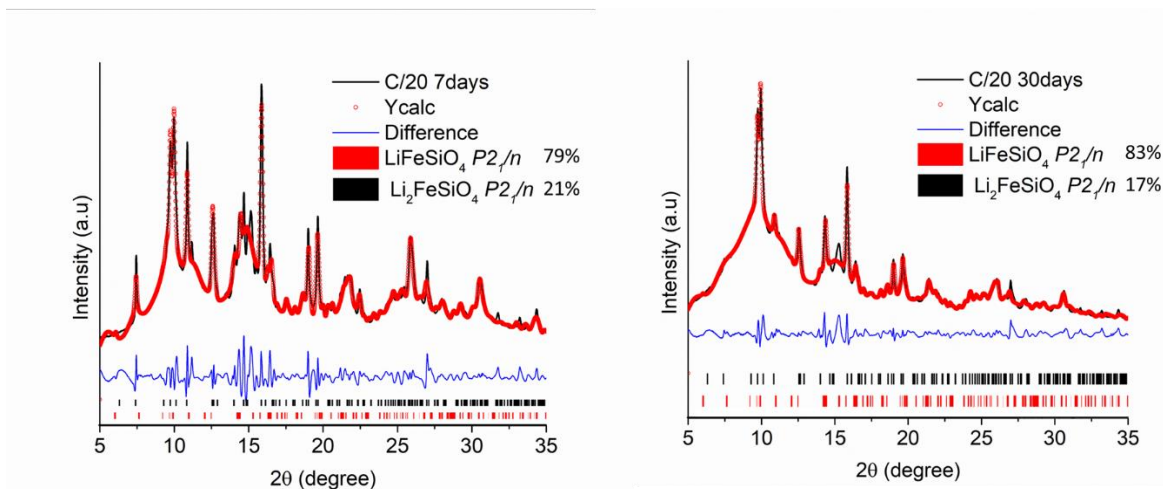 C/20 7days
Ycalc
Difference
LiFeSiO₄ P2₁/n 79%
Li₂FeSiO₄ P2₁/n 21%
Intensity (a.u)
5 10 15 20 25 30 35
2θ (degree)
C/20 30days
Ycalc
Difference
LiFeSiO₄ P2₁/n 83%
Li₂FeSiO₄ P2₁/n 17%
Intensity (a.u)
5 10 15 20 25 30 35
2θ (degree)